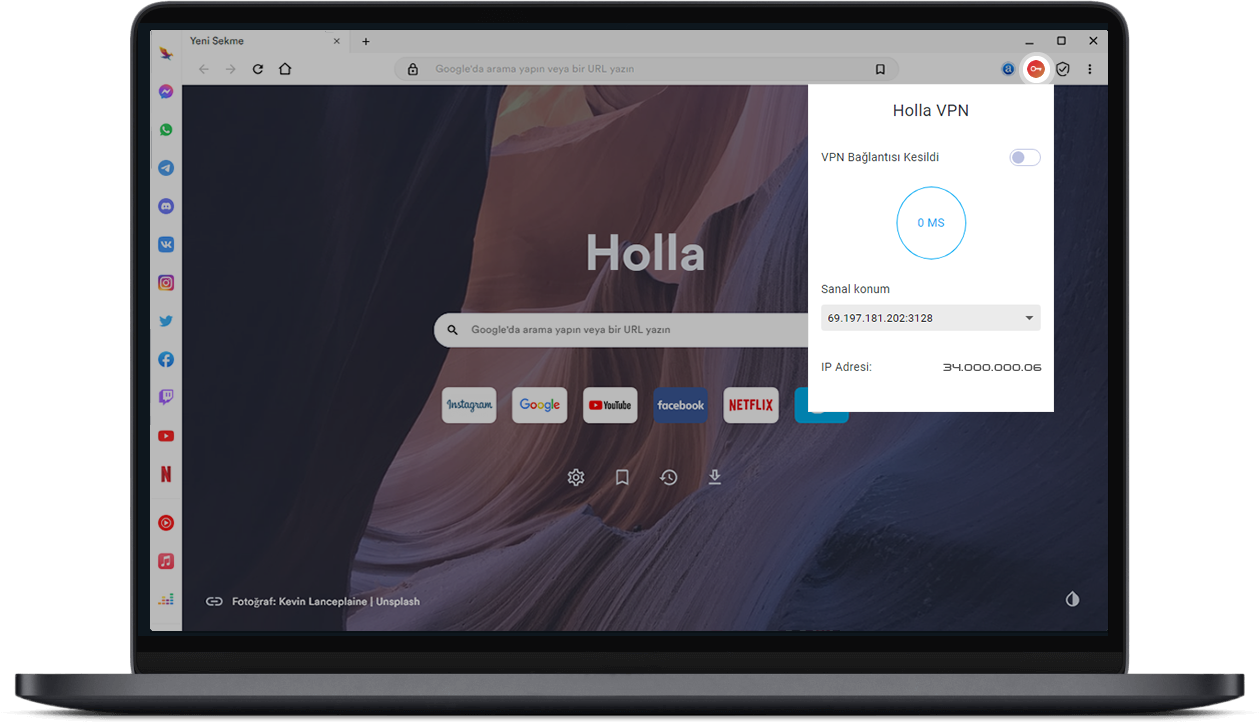 Yeni Sekme
Google'da arama yapın veya bir URL yazın
Holla VPN
VPN Bağlantısı Kesildi
0 MS
Sanal konum
69.197.181.202:3128
IP Adresi: 34.000.000.06
Holla
Google'da arama yapın veya bir URL yazın
Instagram Google YouTube facebook NETFLIX
Fotoğraf: Kevin Lanceplaine | Unsplash